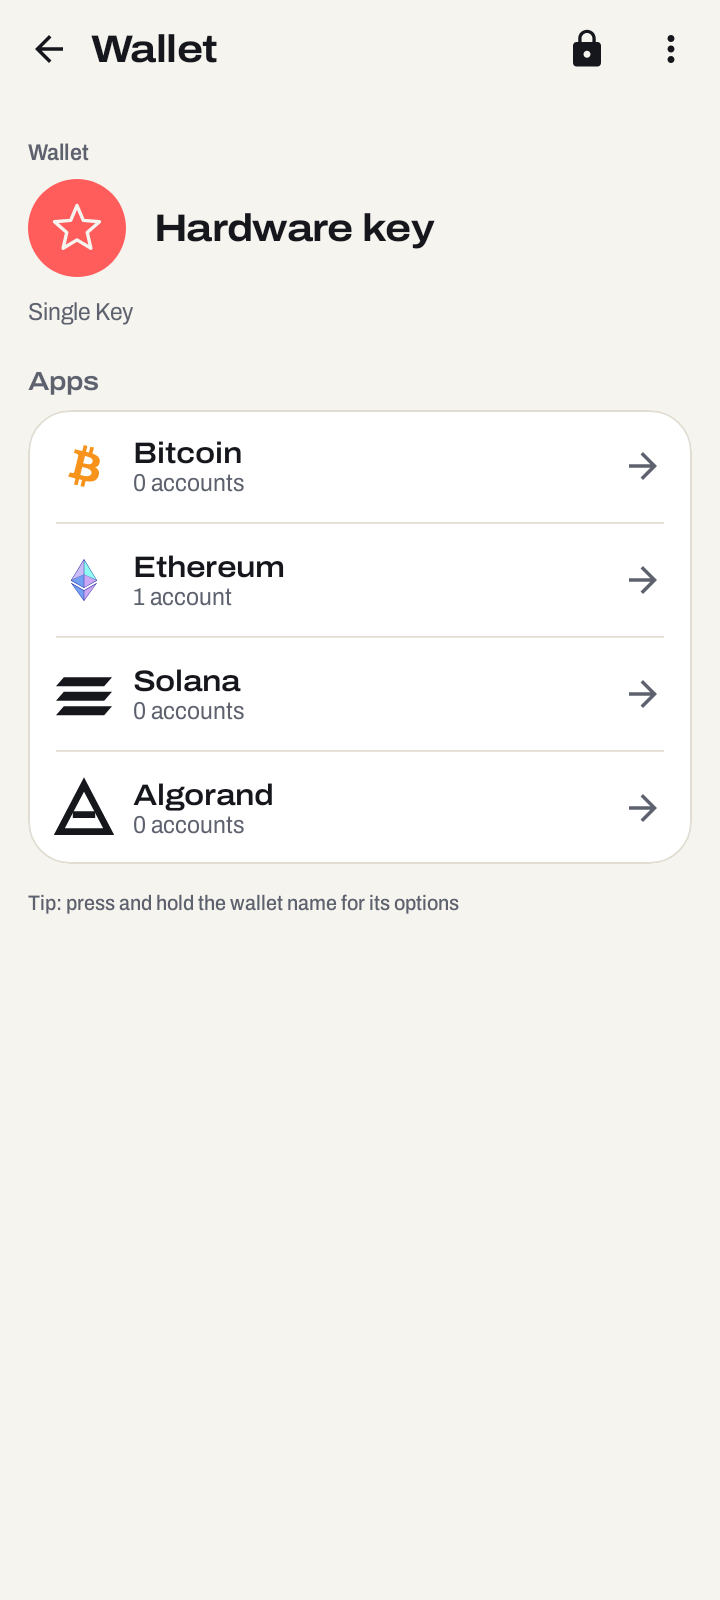 Wallet
Wallet
Hardware key
Single Key
Apps
Bitcoin
0 accounts
Ethereum
1 account
Solana
0 accounts
Algorand
0 accounts
Tip: press and hold the wallet name for its options